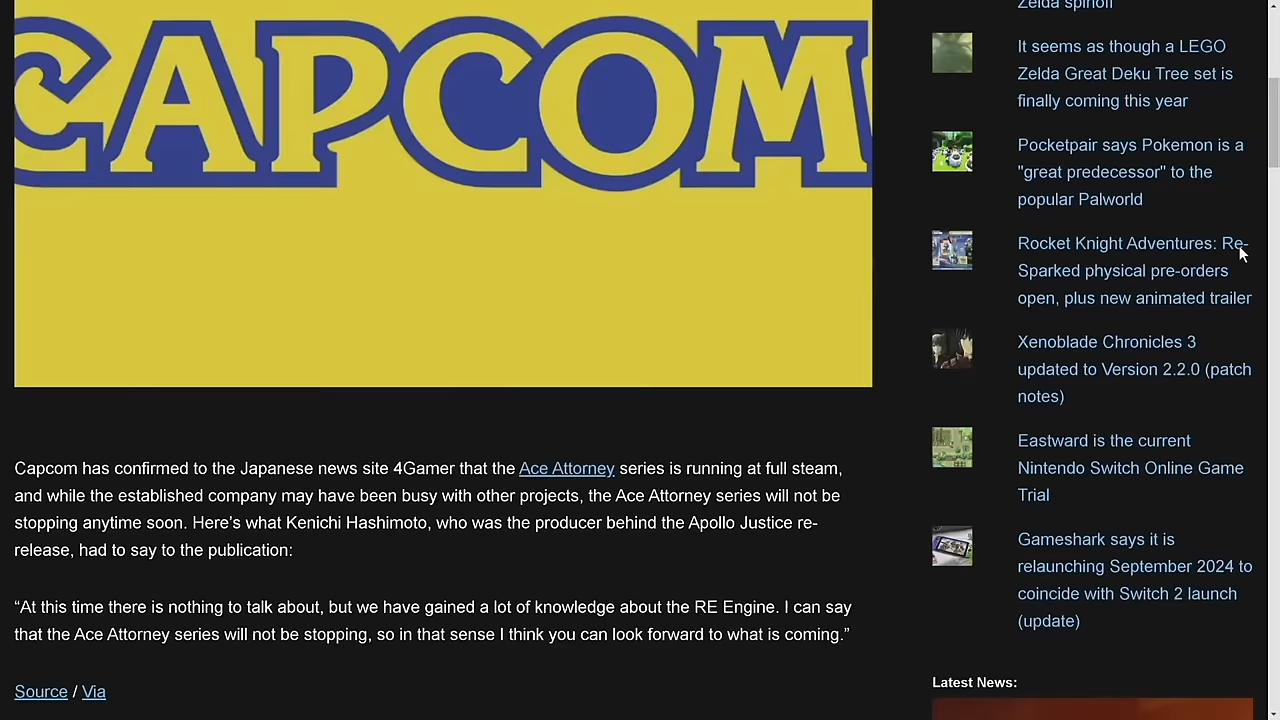 CAPCOM
Capcom has confirmed to the Japanese news site 4Gamer that the Ace Attorney series is running at full steam,
and while the established company may have been busy with other projects, the Ace Attorney series will not be
stopping anytime soon. Here’s what Kenichi Hashimoto, who was the producer behind the Apollo Justice re-
release, had to say to the publication:
“At this time there is nothing to talk about, but we have gained a lot of knowledge about the RE Engine. I can say
that the Ace Attorney series will not be stopping, so in that sense I think you can look forward to what is coming.”
Source / Via
Zelda spinoff
It seems as though a LEGO
Zelda Great Deku Tree set is
finally coming this year
Pocketpair says Pokemon is a
"great predecessor" to the
popular Palworld
Rocket Knight Adventures: Re-
Sparked physical pre-orders
open, plus new animated trailer
Xenoblade Chronicles 3
updated to Version 2.2.0 (patch
notes)
Eastward is the current
Nintendo Switch Online Game
Trial
Gameshark says it is
relaunching September 2024 to
coincide with Switch 2 launch
(update)
Latest News: